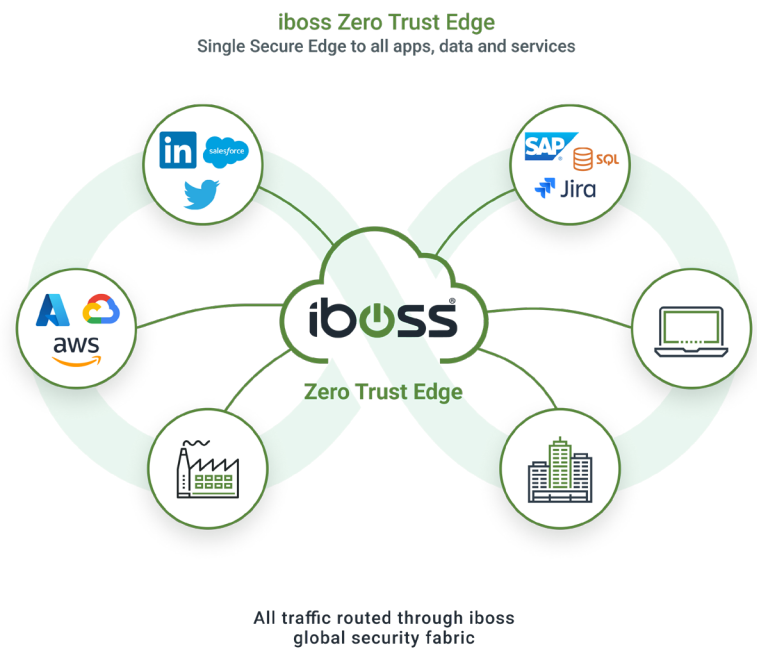 iboss Zero Trust Edge
Single Secure Edge to all apps, data and services
in
salesforce
SAP®
SQL
Jira
aws
iboss®
Zero Trust Edge
All traffic routed through iboss
global security fabric